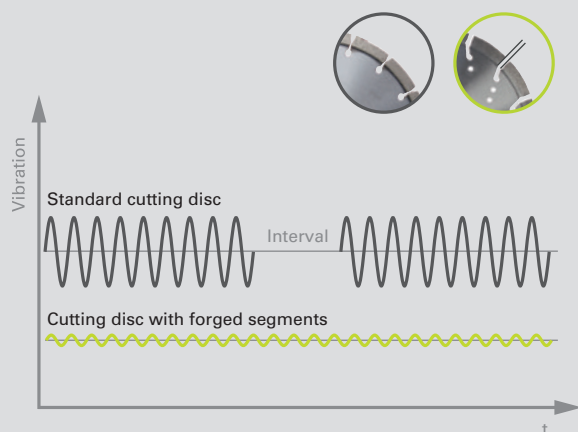 Vibration
Standard cutting disc
Interval
Cutting disc with forged segments
t